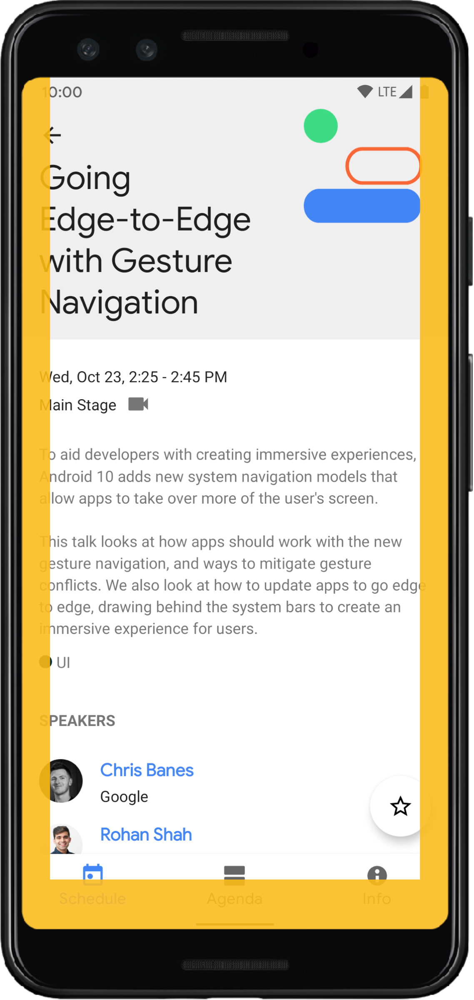 10:00 LTE
Going
Edge-to-Edge
with Gesture
Navigation
Wed, Oct 23, 2:25 - 2:45 PM
Main Stage
To aid developers with creating immersive experiences,
Android 10 adds new system navigation models that
allow apps to take over more of the user's screen.
This talk looks at how apps should work with the new
gesture navigation, and ways to mitigate gesture
conflicts. We also look at how to update apps to go edge
to edge, drawing behind the system bars to create an
immersive experience for users.
UI
SPEAKERS
Chris Banes
Google
Rohan Shah
Schedule Agenda Info